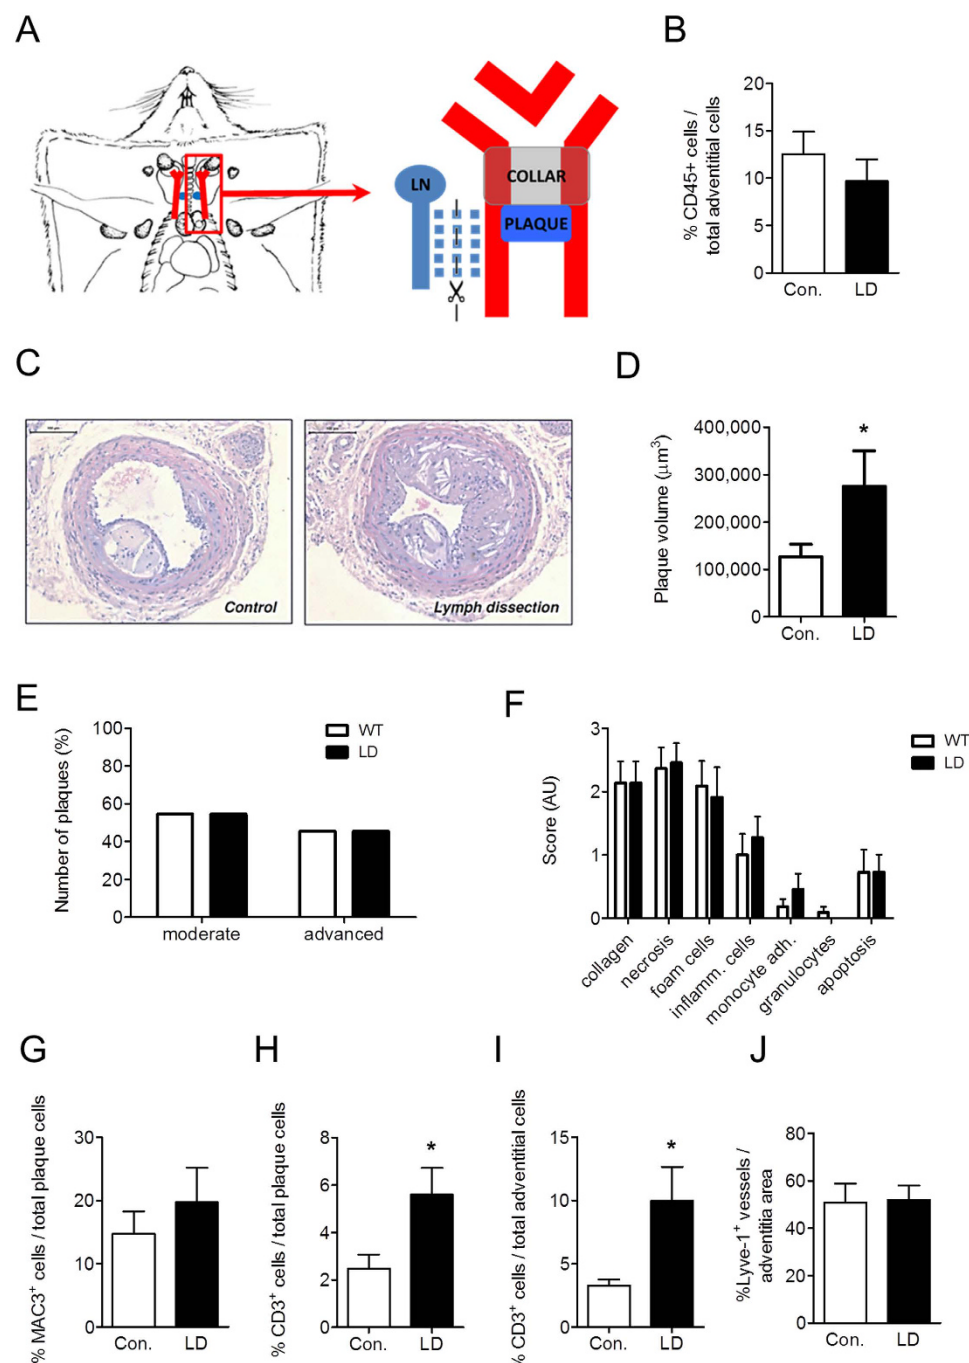 A
LN
COLLAR
PLAQUE
B
% CD45+ cells /
total adventitial cells
20
15
10
5
0
Con.
LD
C
Control
Lymph dissection
D
Plaque volume (µm³)
400,000
300,000
200,000
100,000
0
*
Con.
LD
E
Number of plaques (%)
100
80
60
40
20
0
WT
LD
moderate
advanced
F
Score (AU)
3
2
1
0
WT
LD
collagen
necrosis
foam cells
inflamm. cells
monocyte adh.
granulocytes
apoptosis
G
% MAC3⁺ cells / total plaque cells
30
20
10
0
Con.
LD
H
% CD3⁺ cells / total plaque cells
8
6
4
2
0
*
Con.
LD
I
% CD3⁺ cells / total adventitial cells
15
10
5
0
*
Con.
LD
J
%Lyve-1⁺ vessels /
adventitia area
80
60
40
20
0
Con.
LD